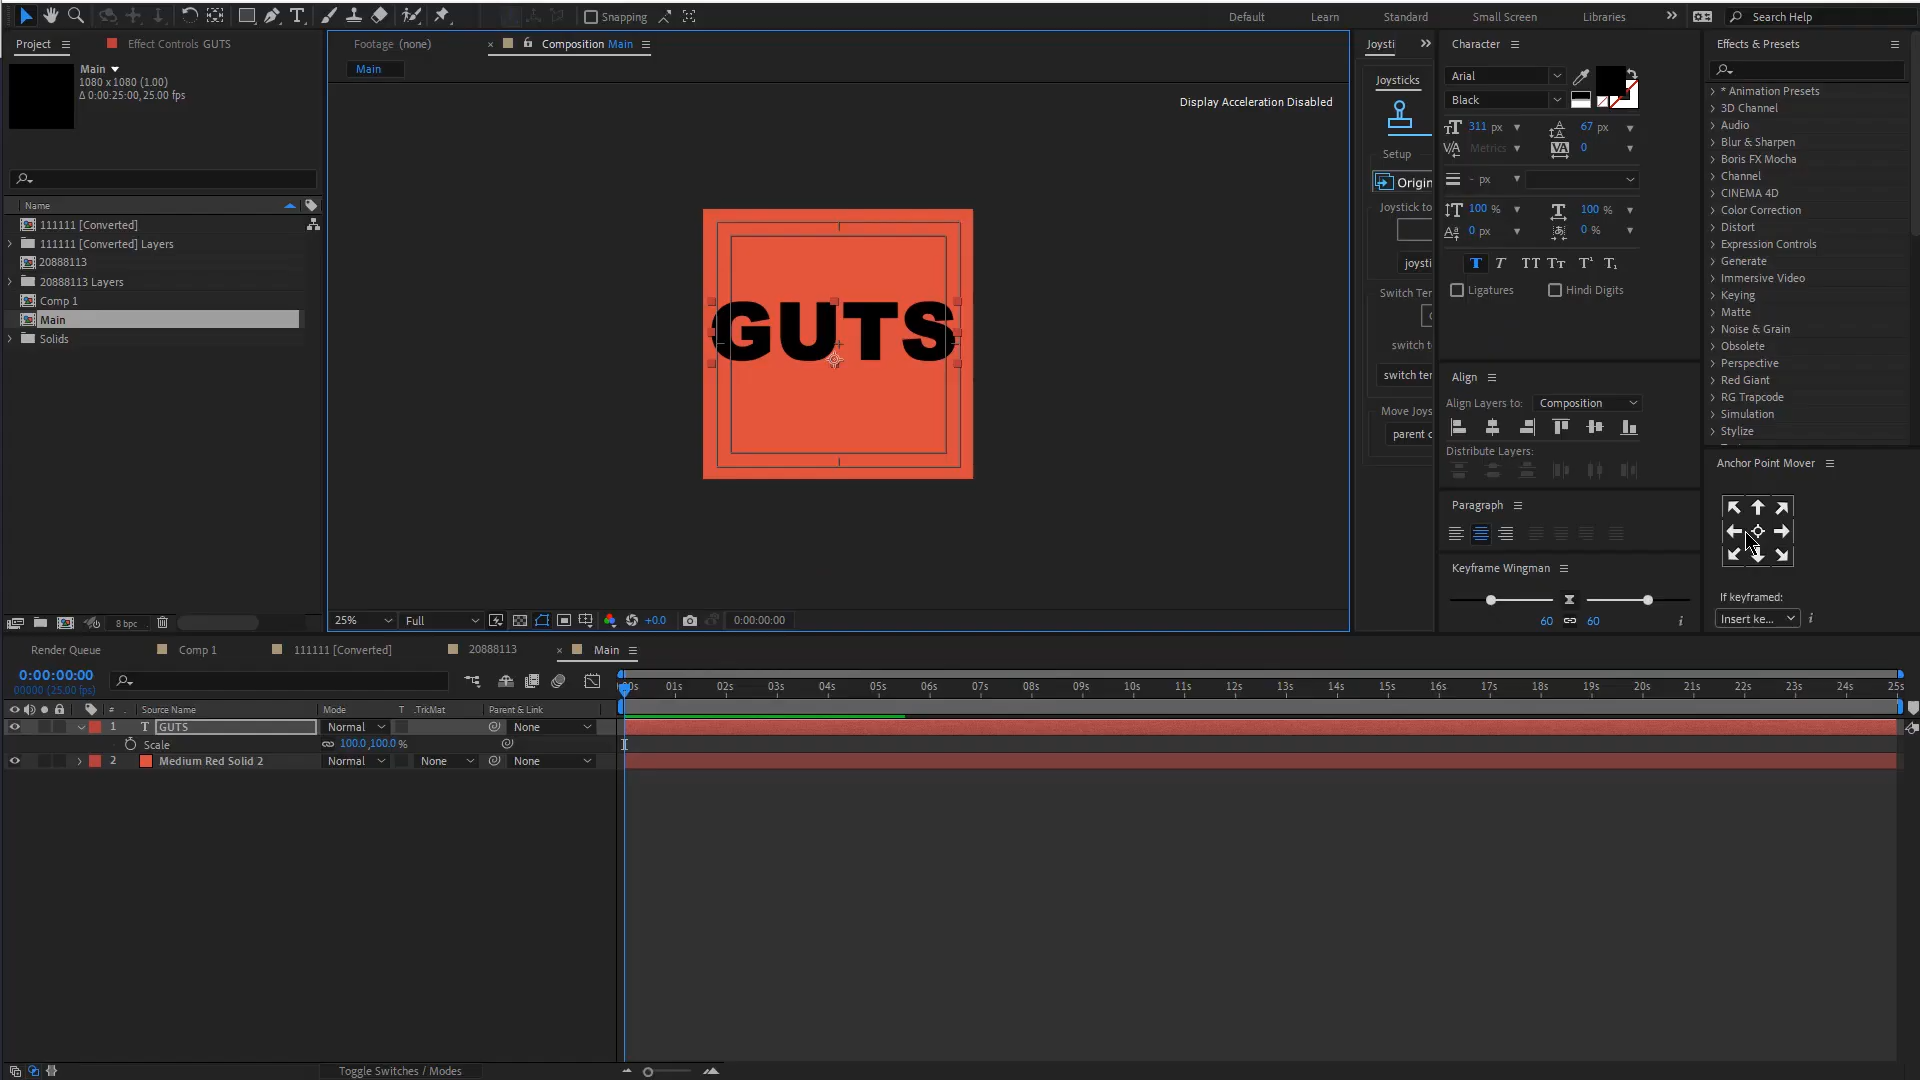 Snapping
Default
Learn
Standard
Small Screen
Libraries
Search Help
Project
Effect Controls GUTS
Footage (none)
Composition Main
Joysti
Character
Effects & Presets
Main
1080 x 1080 (1.00)
Δ 0:00:25:00, 25.00 fps
Main
Display Acceleration Disabled
Joysticks
Arial
Black
311 px
67 px
Metrics
0
- px
100 %
100 %
0 px
0 %
Ligatures
Hindi Digits
Setup
Origin
Joystick to
joysti
Switch Ter
switch to
switch ter
Move Joys
parent c
* Animation Presets
3D Channel
Audio
Blur & Sharpen
Boris FX Mocha
Channel
CINEMA 4D
Color Correction
Distort
Expression Controls
Generate
Immersive Video
Keying
Matte
Noise & Grain
Obsolete
Perspective
Red Giant
RG Trapcode
Simulation
Stylize
Name
111111 [Converted]
111111 [Converted] Layers
20888113
20888113 Layers
Comp 1
Main
Solids
GUTS
Align
Align Layers to:
Composition
Distribute Layers:
Paragraph
Keyframe Wingman
60
60
Anchor Point Mover
If keyframed:
Insert ke...
8 bpc
25%
Full
+0.0
0:00:00:00
Render Queue
Comp 1
111111 [Converted]
20888113
Main
0:00:00:00
00000 (25.00 fps)
01s
02s
03s
04s
05s
06s
07s
08s
09s
10s
11s
12s
13s
14s
15s
16s
17s
18s
19s
20s
21s
22s
23s
24s
25s
# Source Name
Mode
T .TrkMat
Parent & Link
1 T GUTS
Normal
None
Scale
100.0,100.0 %
2 Medium Red Solid 2
Normal
None
None
Toggle Switches / Modes